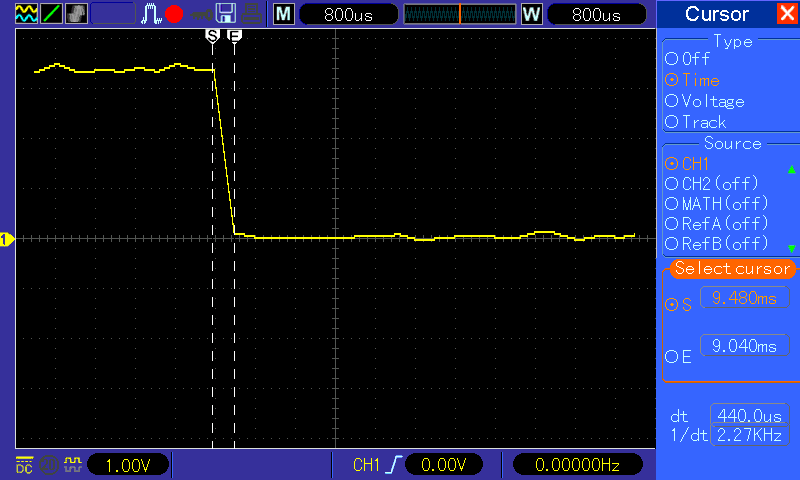 M 800us W 800us
Cursor
S E
Type
Off
Time
Voltage
Track
Source
CH1
CH2(off)
MATH(off)
RefA(off)
RefB(off)
1
Select cursor
S 9.480ms
E 9.040ms
dt 440.0us
1/dt 2.27KHz
DC 1.00V CH1 0.00V 0.00000Hz